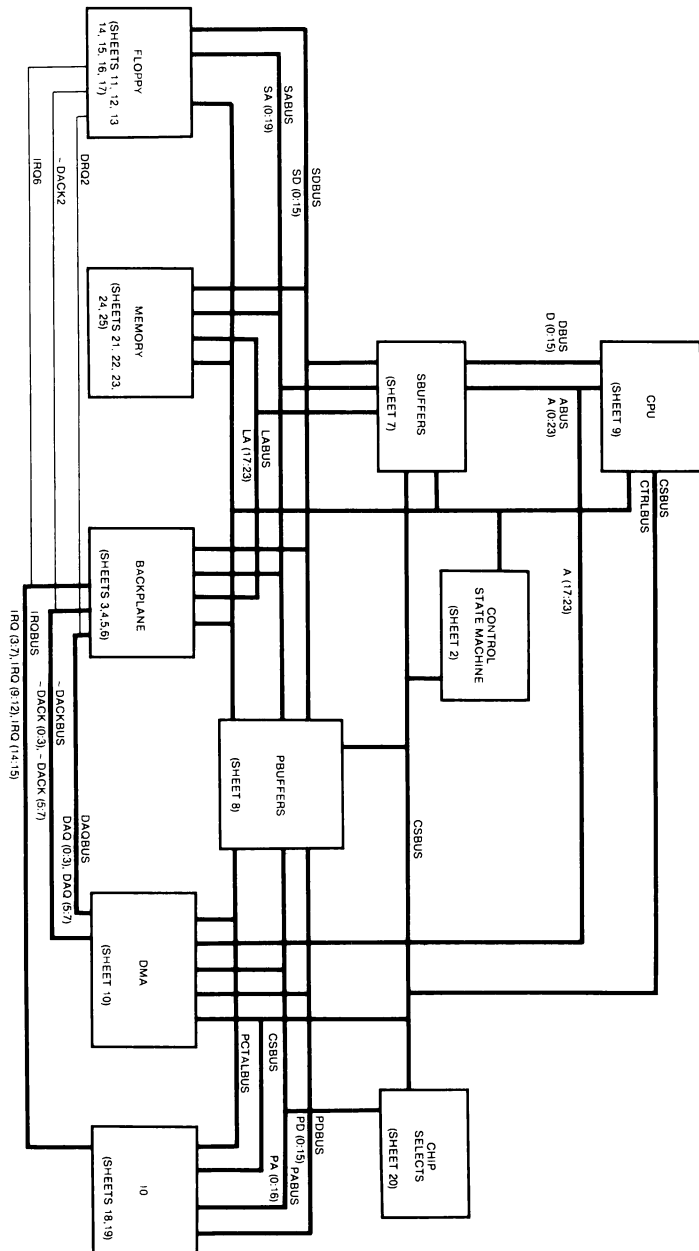 CPU
(SHEET 9)
CSBUS
CTRLBUS
DBUS
D (0:15)
ABUS
A (0:23)
A (17:23)
CONTROL
STATE MACHINE
(SHEET 2)
SBUFFERS
(SHEET 7)
CSBUS
CHIP
SELECTS
(SHEET 20)
SDBUS
SD (0:15)
SABUS
SA (0:19)
LABUS
LA (17:23)
PBUFFERS
(SHEET 8)
PDBUS
PD (0:15)
PABUS
PA (0:16)
CSBUS
PCTALBUS
FLOPPY
(SHEETS 11, 12, 13
14, 15, 16, 17)
MEMORY
(SHEETS 21, 22, 23,
24, 25)
BACKPLANE
(SHEETS 3,4,5,6)
DMA
(SHEET 10)
IO
(SHEETS 18,19)
DRQ2
~ DACK2
IRQ6
DAQBUS
DAQ (0:3), DAQ (5:7)
~ DACKBUS
~ DACK (0:3), ~ DACK (5:7)
IRQBUS
IRQ (3:7), IRQ (9:12), IRQ (14:15)